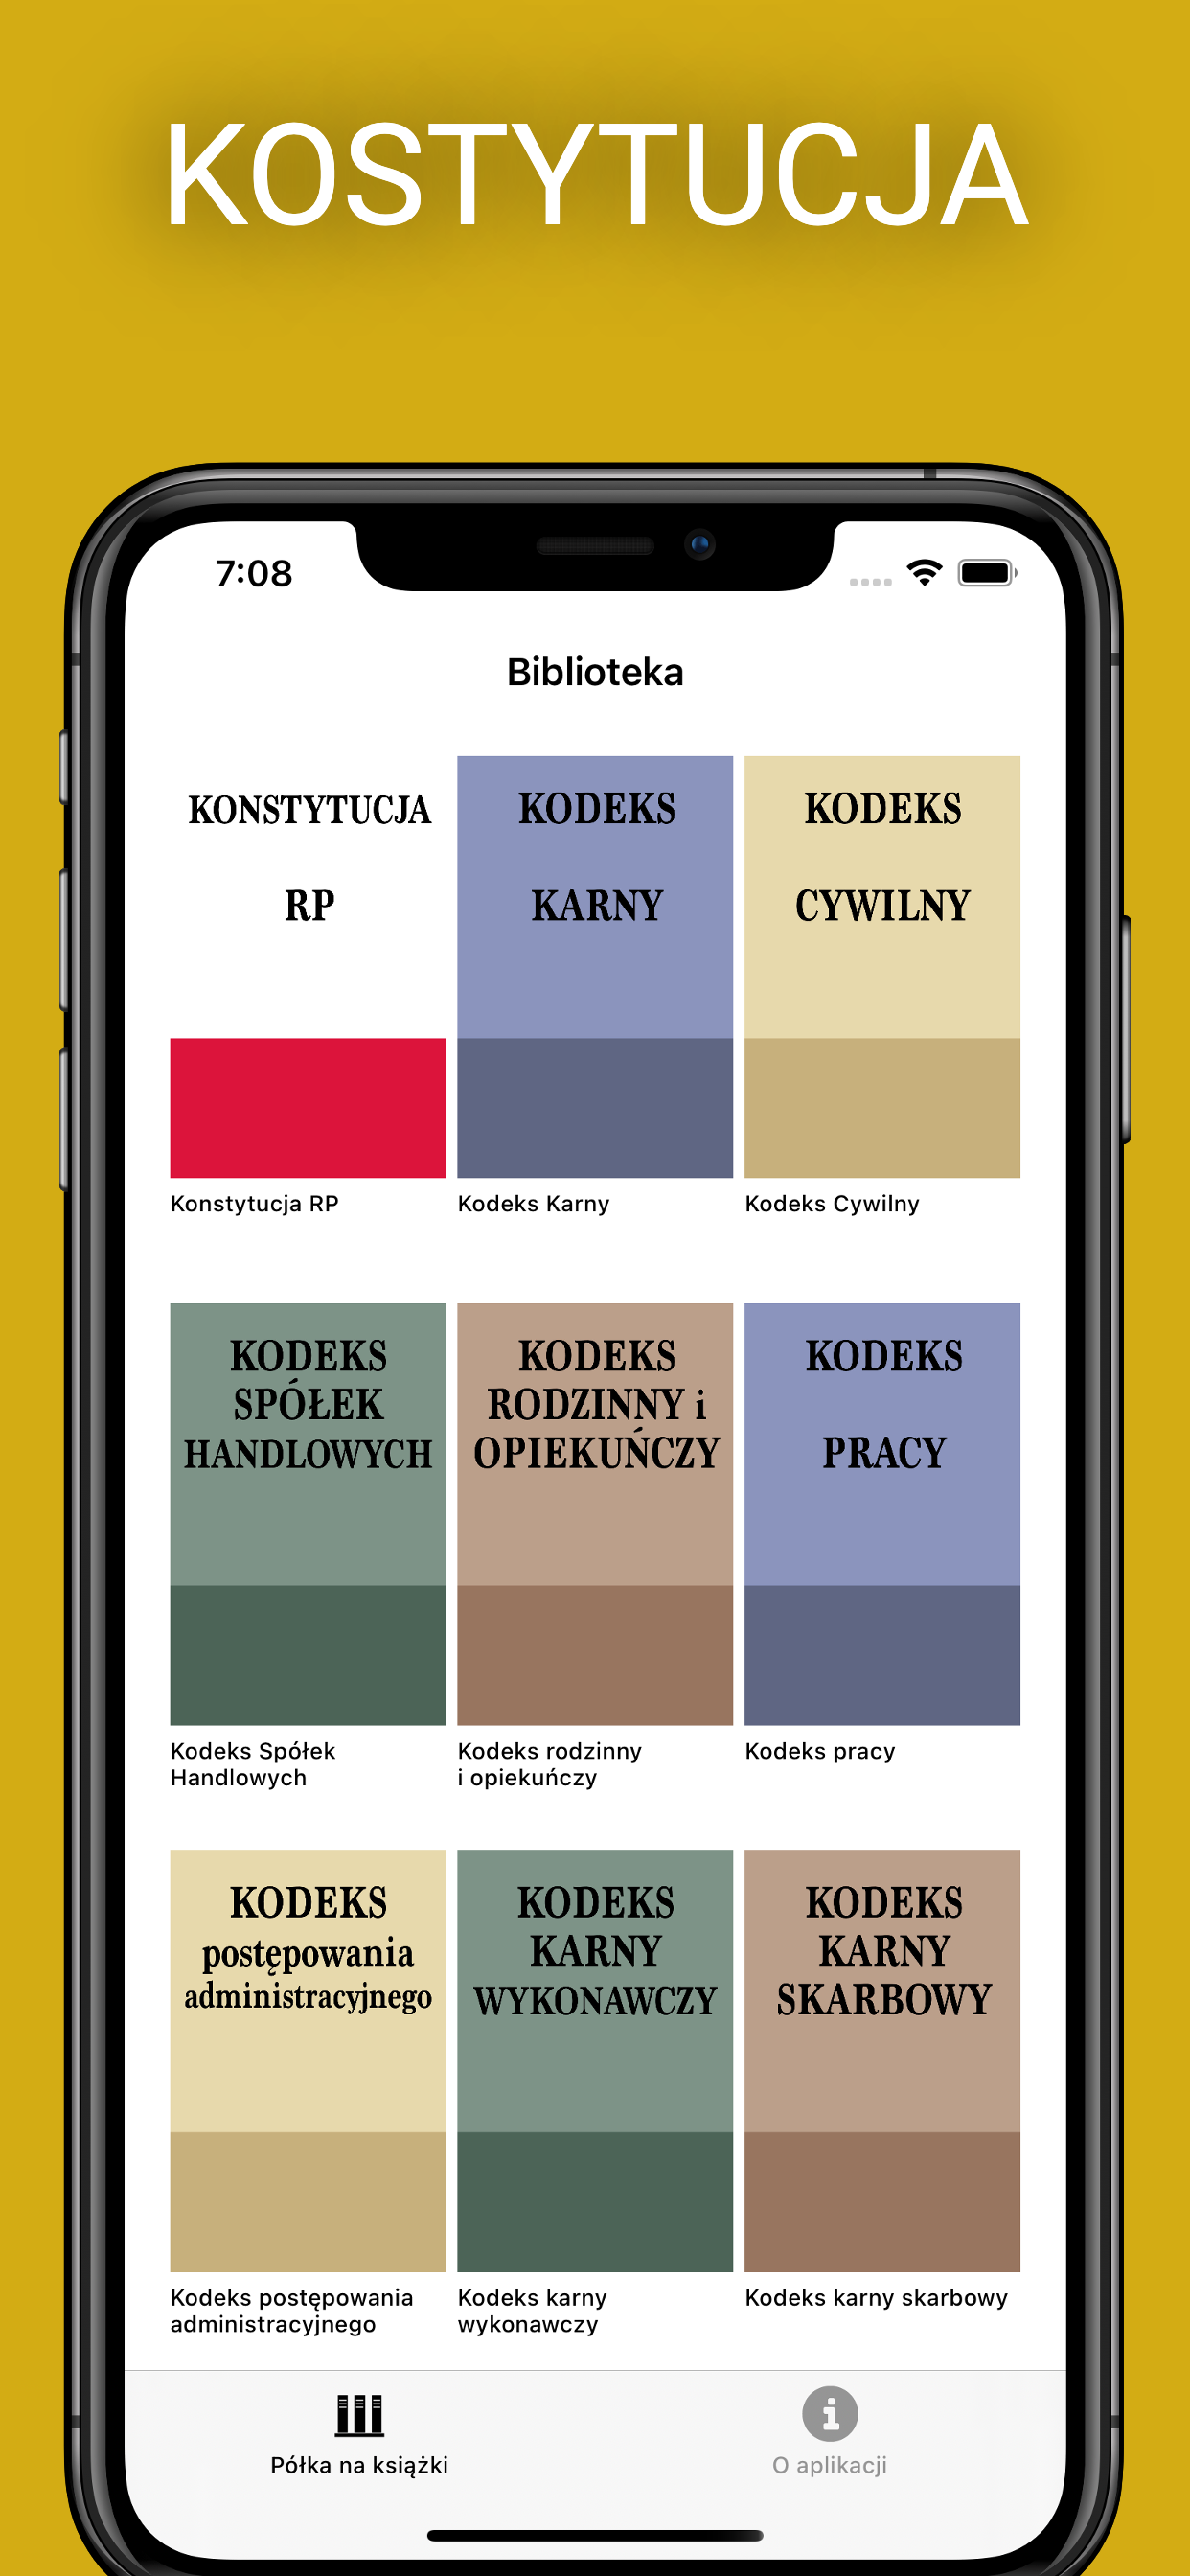 KOSTYTUCJA
7:08
Biblioteka
KONSTYTUCJA
RP
KODEKS
KARNY
KODEKS
CYWILNY
Konstytucja RP
Kodeks Karny
Kodeks Cywilny
KODEKS
SPÓŁEK
HANDLOWYCH
KODEKS
RODZINNY i
OPIEKUŃCZY
KODEKS
PRACY
Kodeks Spółek
Handlowych
Kodeks rodzinny
i opiekuńczy
Kodeks pracy
KODEKS
postępowania
administracyjnego
KODEKS
KARNY
WYKONAWCZY
KODEKS
KARNY
SKARBOWY
Kodeks postępowania
administracyjnego
Kodeks karny
wykonawczy
Kodeks karny skarbowy
Półka na książki
O aplikacji